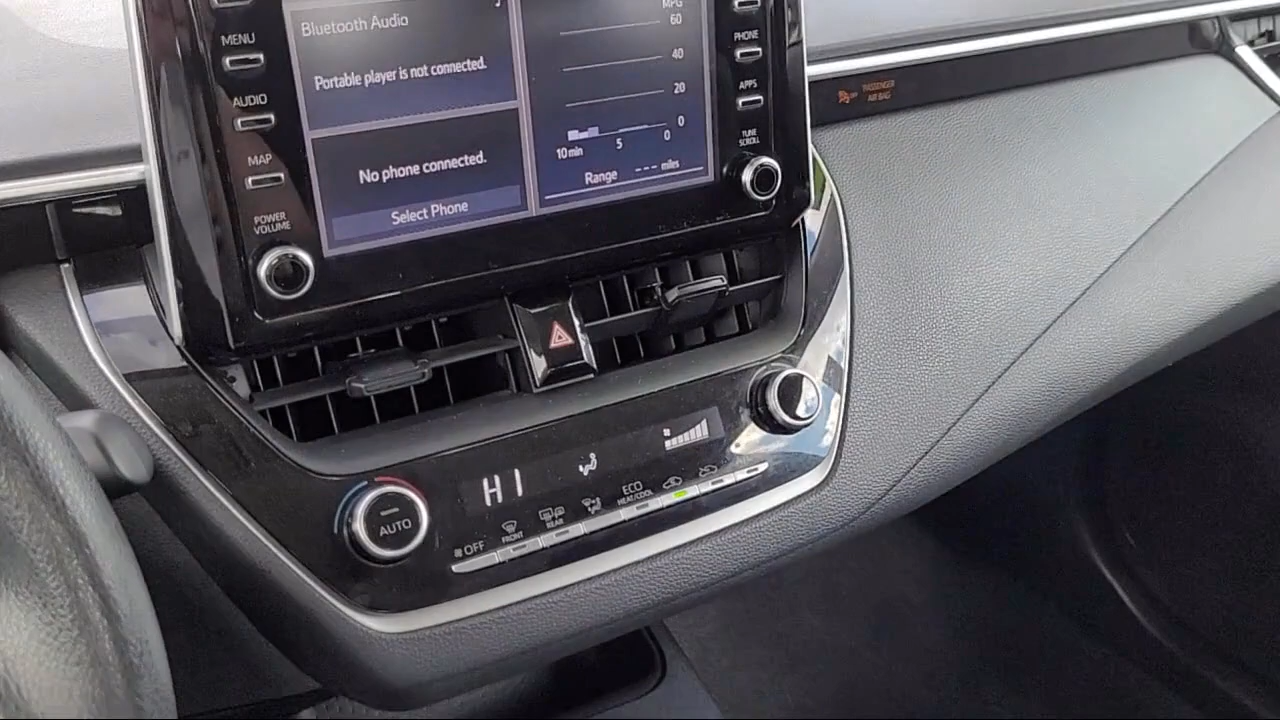 MENU
AUDIO
MAP
POWER
VOLUME
Bluetooth Audio
Portable player is not connected.
No phone connected.
Select Phone
MPG
60
40
20
0
10 min
5
0
Range
--- miles
PHONE
APPS
TUNE
SCROLL
PASSENGER
AIR BAG
HI
AUTO
OFF
FRONT
REAR
ECO
HEAT/COOL